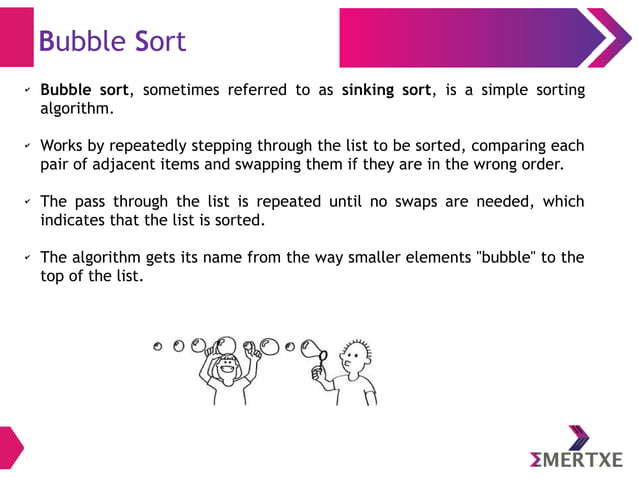 Bubble Sort
✔ Bubble sort, sometimes referred to as sinking sort, is a simple sorting
algorithm.
✔ Works by repeatedly stepping through the list to be sorted, comparing each
pair of adjacent items and swapping them if they are in the wrong order.
✔ The pass through the list is repeated until no swaps are needed, which
indicates that the list is sorted.
✔ The algorithm gets its name from the way smaller elements "bubble" to the
top of the list.
EMERTXE